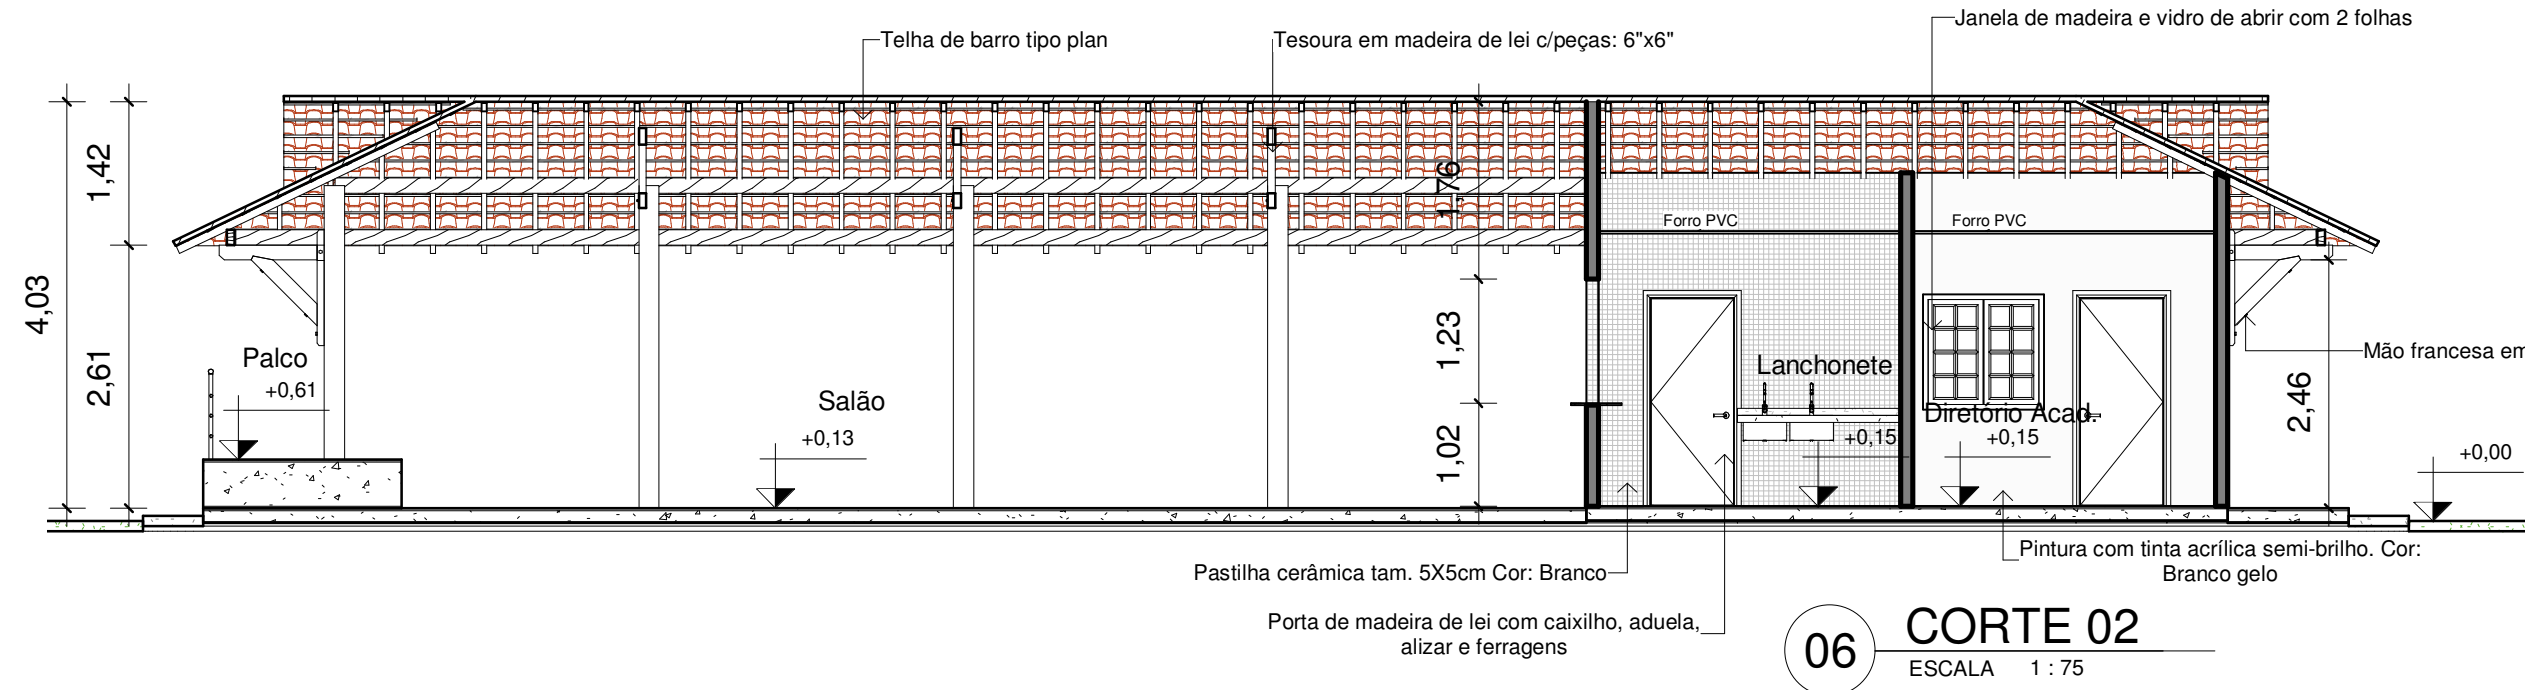 Janela de madeira e vidro de abrir com 2 folhas
Telha de barro tipo plan
Tesoura em madeira de lei c/peças: 6"x6"
1,42
1,76
Forro PVC
Forro PVC
4,03
2,61
1,23
Palco
+0,61
Salão
+0,13
Lanchonete
+0,15
Mão francesa em
2,46
Diretório Acad.
+0,15
1,02
+0,00
Pastilha cerâmica tam. 5X5cm Cor: Branco
Pintura com tinta acrílica semi-brilho. Cor:
Branco gelo
Porta de madeira de lei com caixilho, aduela,
alizar e ferragens
06
CORTE 02
ESCALA 1 : 75